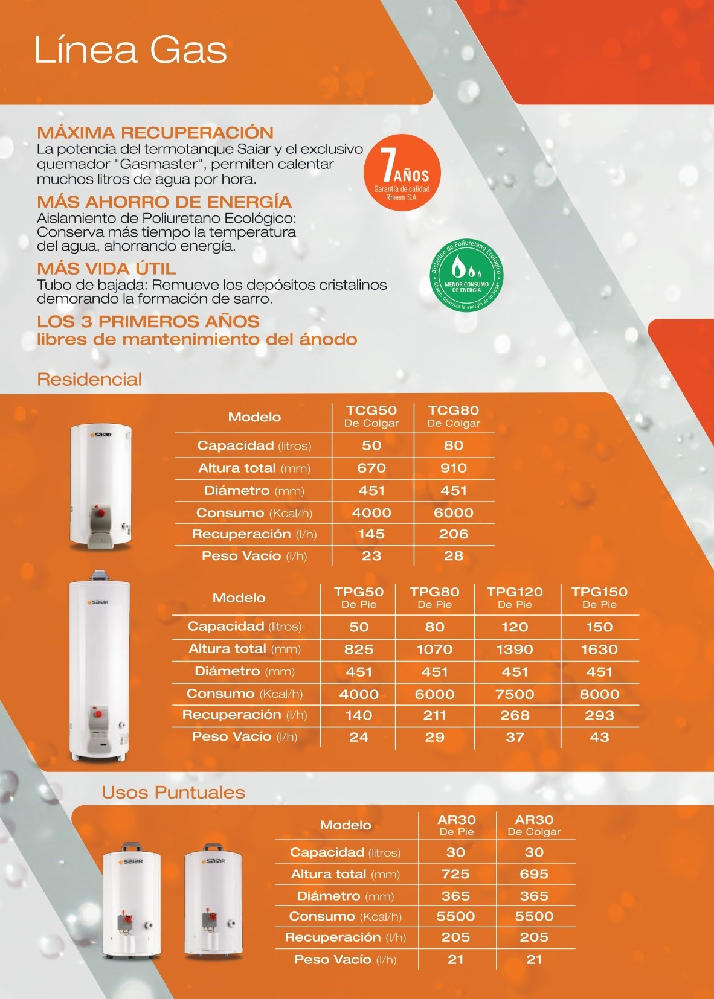 Línea Gas
MÁXIMA RECUPERACIÓN
La potencia del termotanque Saiar y el exclusivo
quemador "Gasmaster", permiten calentar
muchos litros de agua por hora.
7 AÑOS
Garantía de calidad
Rheem S.A.
MÁS AHORRO DE ENERGÍA
Aislamiento de Poliuretano Ecológico:
Conserva más tiempo la temperatura
del agua, ahorrando energía.
Aislación de Poliuretano Ecológico
MENOR CONSUMO
DE ENERGIA
Rheem. Optimiza la energía de tu hogar
MÁS VIDA ÚTIL
Tubo de bajada: Remueve los depósitos cristalinos
demorando la formación de sarro.
LOS 3 PRIMEROS AÑOS
libres de mantenimiento del ánodo
Residencial
SAIAR
Modelo TCG50 TCG80
De Colgar De Colgar
Capacidad (litros) 50 80
Altura total (mm) 670 910
Diámetro (mm) 451 451
Consumo (Kcal/h) 4000 6000
Recuperación (l/h) 145 206
Peso Vacío (l/h) 23 28
SAIAR
Modelo TPG50 TPG80 TPG120 TPG150
De Pie De Pie De Pie De Pie
Capacidad (litros) 50 80 120 150
Altura total (mm) 825 1070 1390 1630
Diámetro (mm) 451 451 451 451
Consumo (Kcal/h) 4000 6000 7500 8000
Recuperación (l/h) 140 211 268 293
Peso Vacío (l/h) 24 29 37 43
Usos Puntuales
SAIAR SAIAR
Modelo AR30 AR30
De Pie De Colgar
Capacidad (litros) 30 30
Altura total (mm) 725 695
Diámetro (mm) 365 365
Consumo (Kcal/h) 5500 5500
Recuperación (l/h) 205 205
Peso Vacío (l/h) 21 21